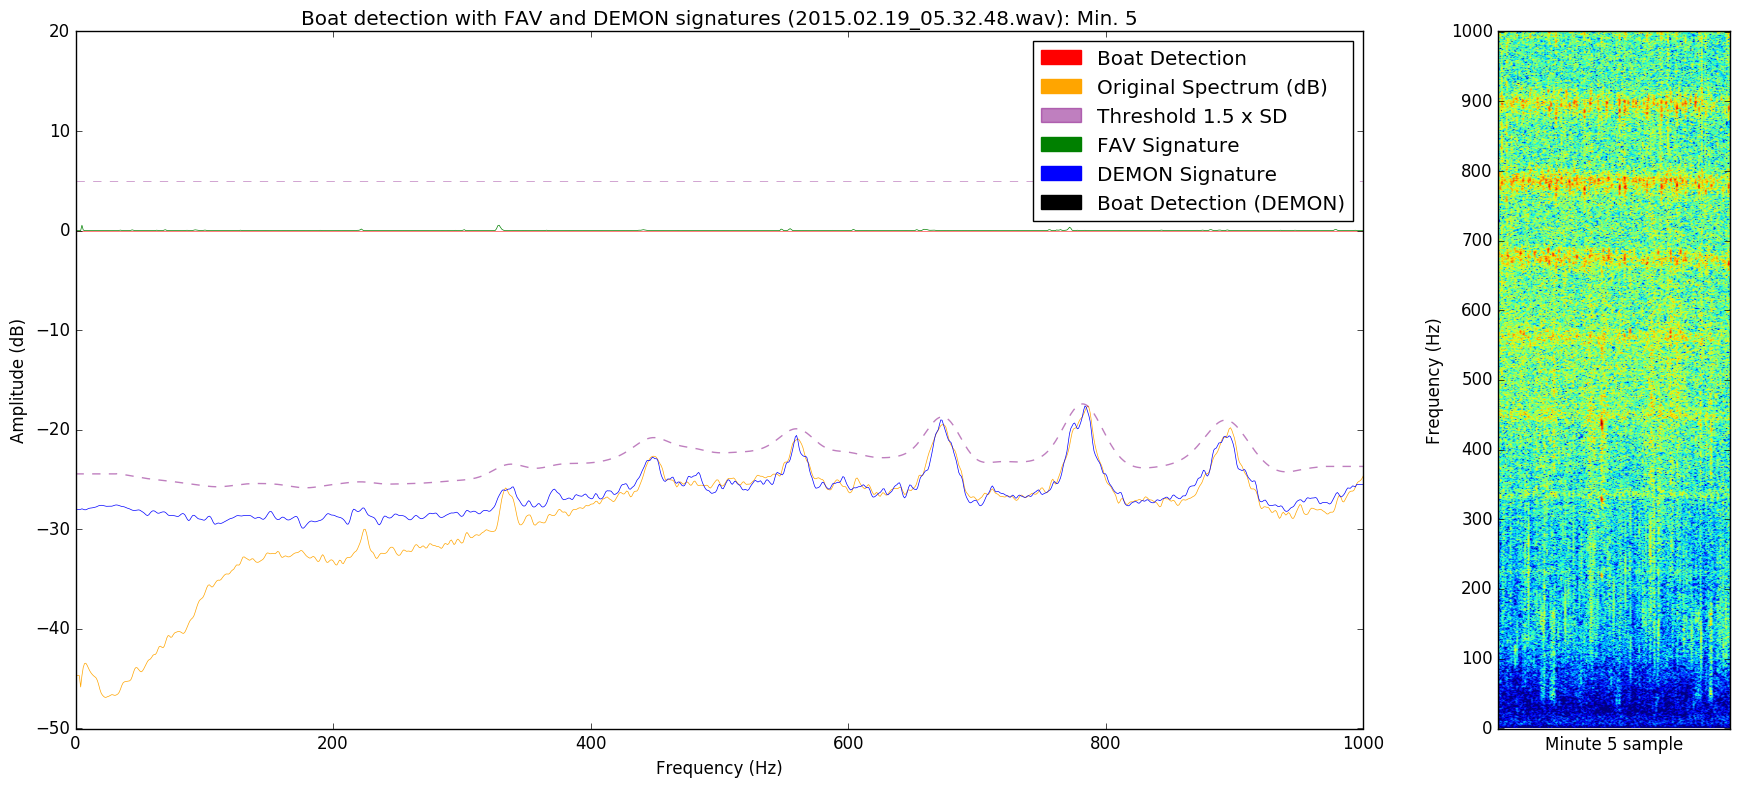 Boat detection with FAV and DEMON signatures (2015.02.19_05.32.48.wav): Min. 5
Amplitude (dB)
20
10
0
−10
−20
−30
−40
−50
Boat Detection
Original Spectrum (dB)
Threshold 1.5 x SD
FAV Signature
DEMON Signature
Boat Detection (DEMON)
0 200 400 600 800 1000
Frequency (Hz)
Frequency (Hz)
1000
900
800
700
600
500
400
300
200
100
0
Minute 5 sample